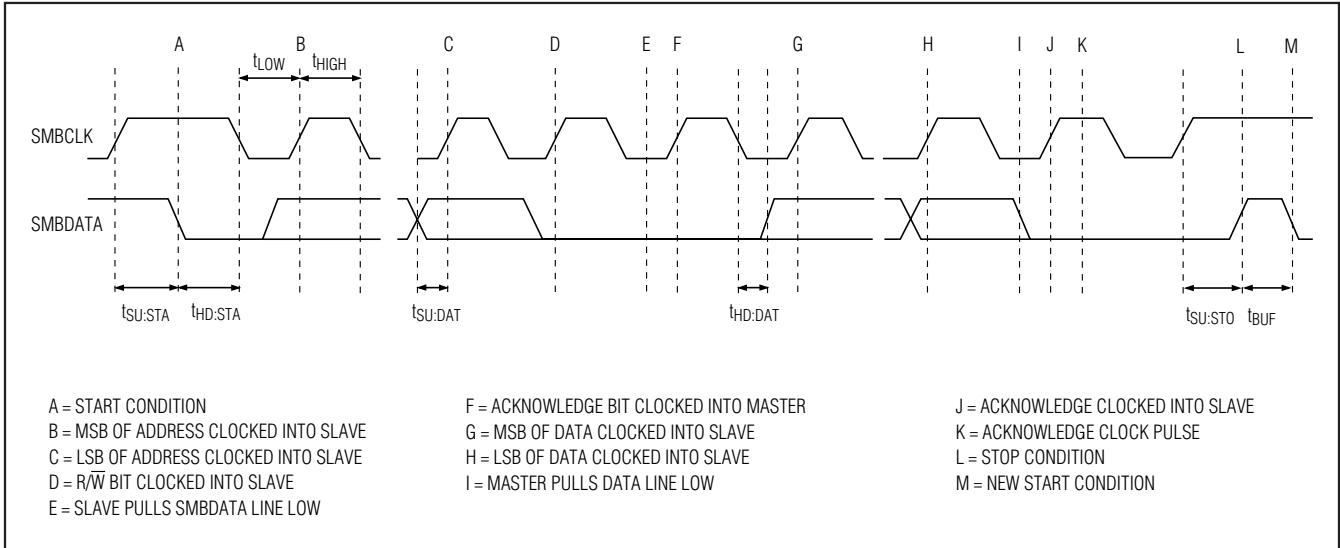 A B C D E F G H I J K L M
tLOW tHIGH
SMBCLK
SMBDATA
tSU:STA tHD:STA tSU:DAT tHD:DAT tSU:STO tBUF
A = START CONDITION
B = MSB OF ADDRESS CLOCKED INTO SLAVE
C = LSB OF ADDRESS CLOCKED INTO SLAVE
D = R/W̅ BIT CLOCKED INTO SLAVE
E = SLAVE PULLS SMBDATA LINE LOW
F = ACKNOWLEDGE BIT CLOCKED INTO MASTER
G = MSB OF DATA CLOCKED INTO SLAVE
H = LSB OF DATA CLOCKED INTO SLAVE
I = MASTER PULLS DATA LINE LOW
J = ACKNOWLEDGE CLOCKED INTO SLAVE
K = ACKNOWLEDGE CLOCK PULSE
L = STOP CONDITION
M = NEW START CONDITION